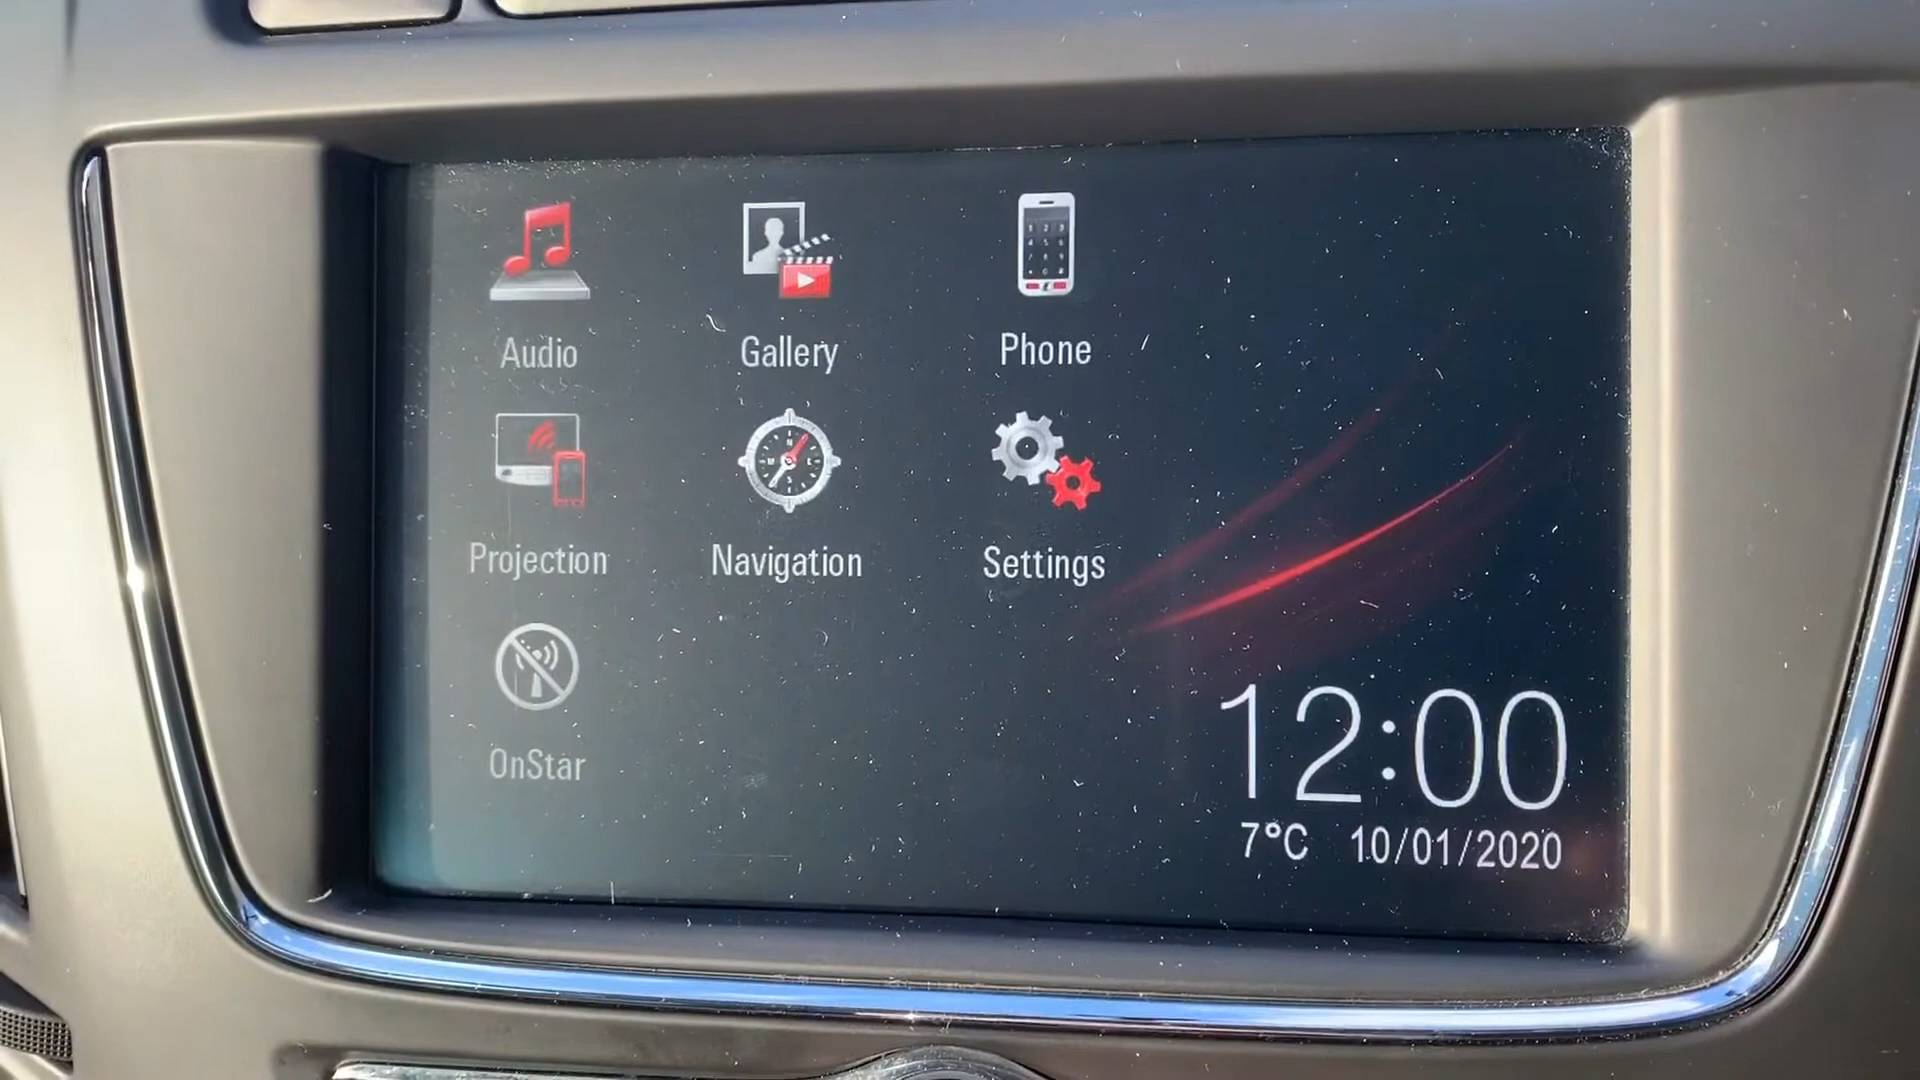 Audio Gallery Phone
Projection Navigation Settings
OnStar
12:00
7°C 10/01/2020